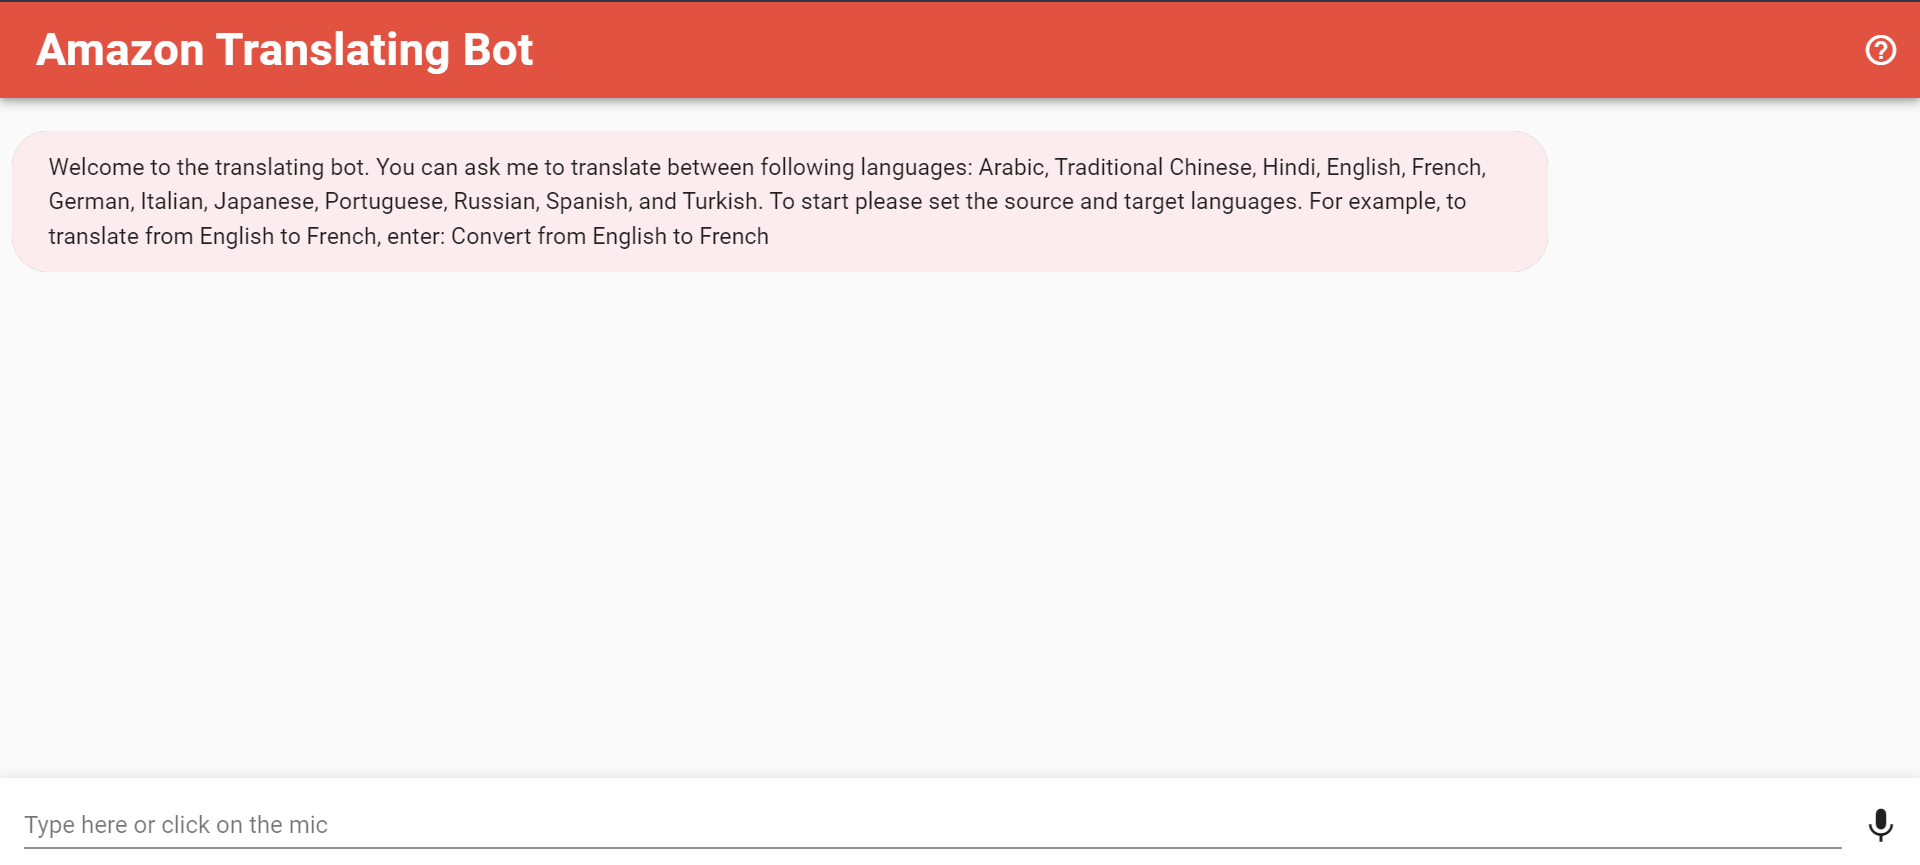 Amazon Translating Bot
Welcome to the translating bot. You can ask me to translate between following languages: Arabic, Traditional Chinese, Hindi, English, French,
German, Italian, Japanese, Portuguese, Russian, Spanish, and Turkish. To start please set the source and target languages. For example, to
translate from English to French, enter: Convert from English to French
Type here or click on the mic